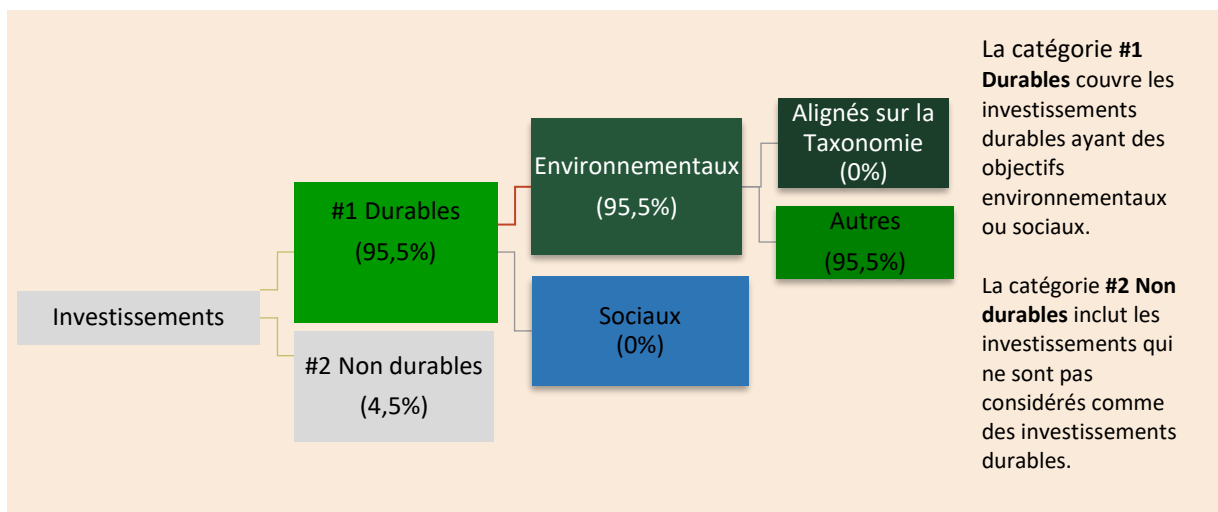 Investissements
#1 Durables
(95,5%)
#2 Non durables
(4,5%)
Environnementaux
(95,5%)
Sociaux
(0%)
Alignés sur la
Taxonomie
(0%)
Autres
(95,5%)
La catégorie #1
Durables couvre les
investissements
durables ayant des
objectifs
environnementaux
ou sociaux.
La catégorie #2 Non
durables inclut les
investissements qui
ne sont pas
considérés comme
des investissements
durables.